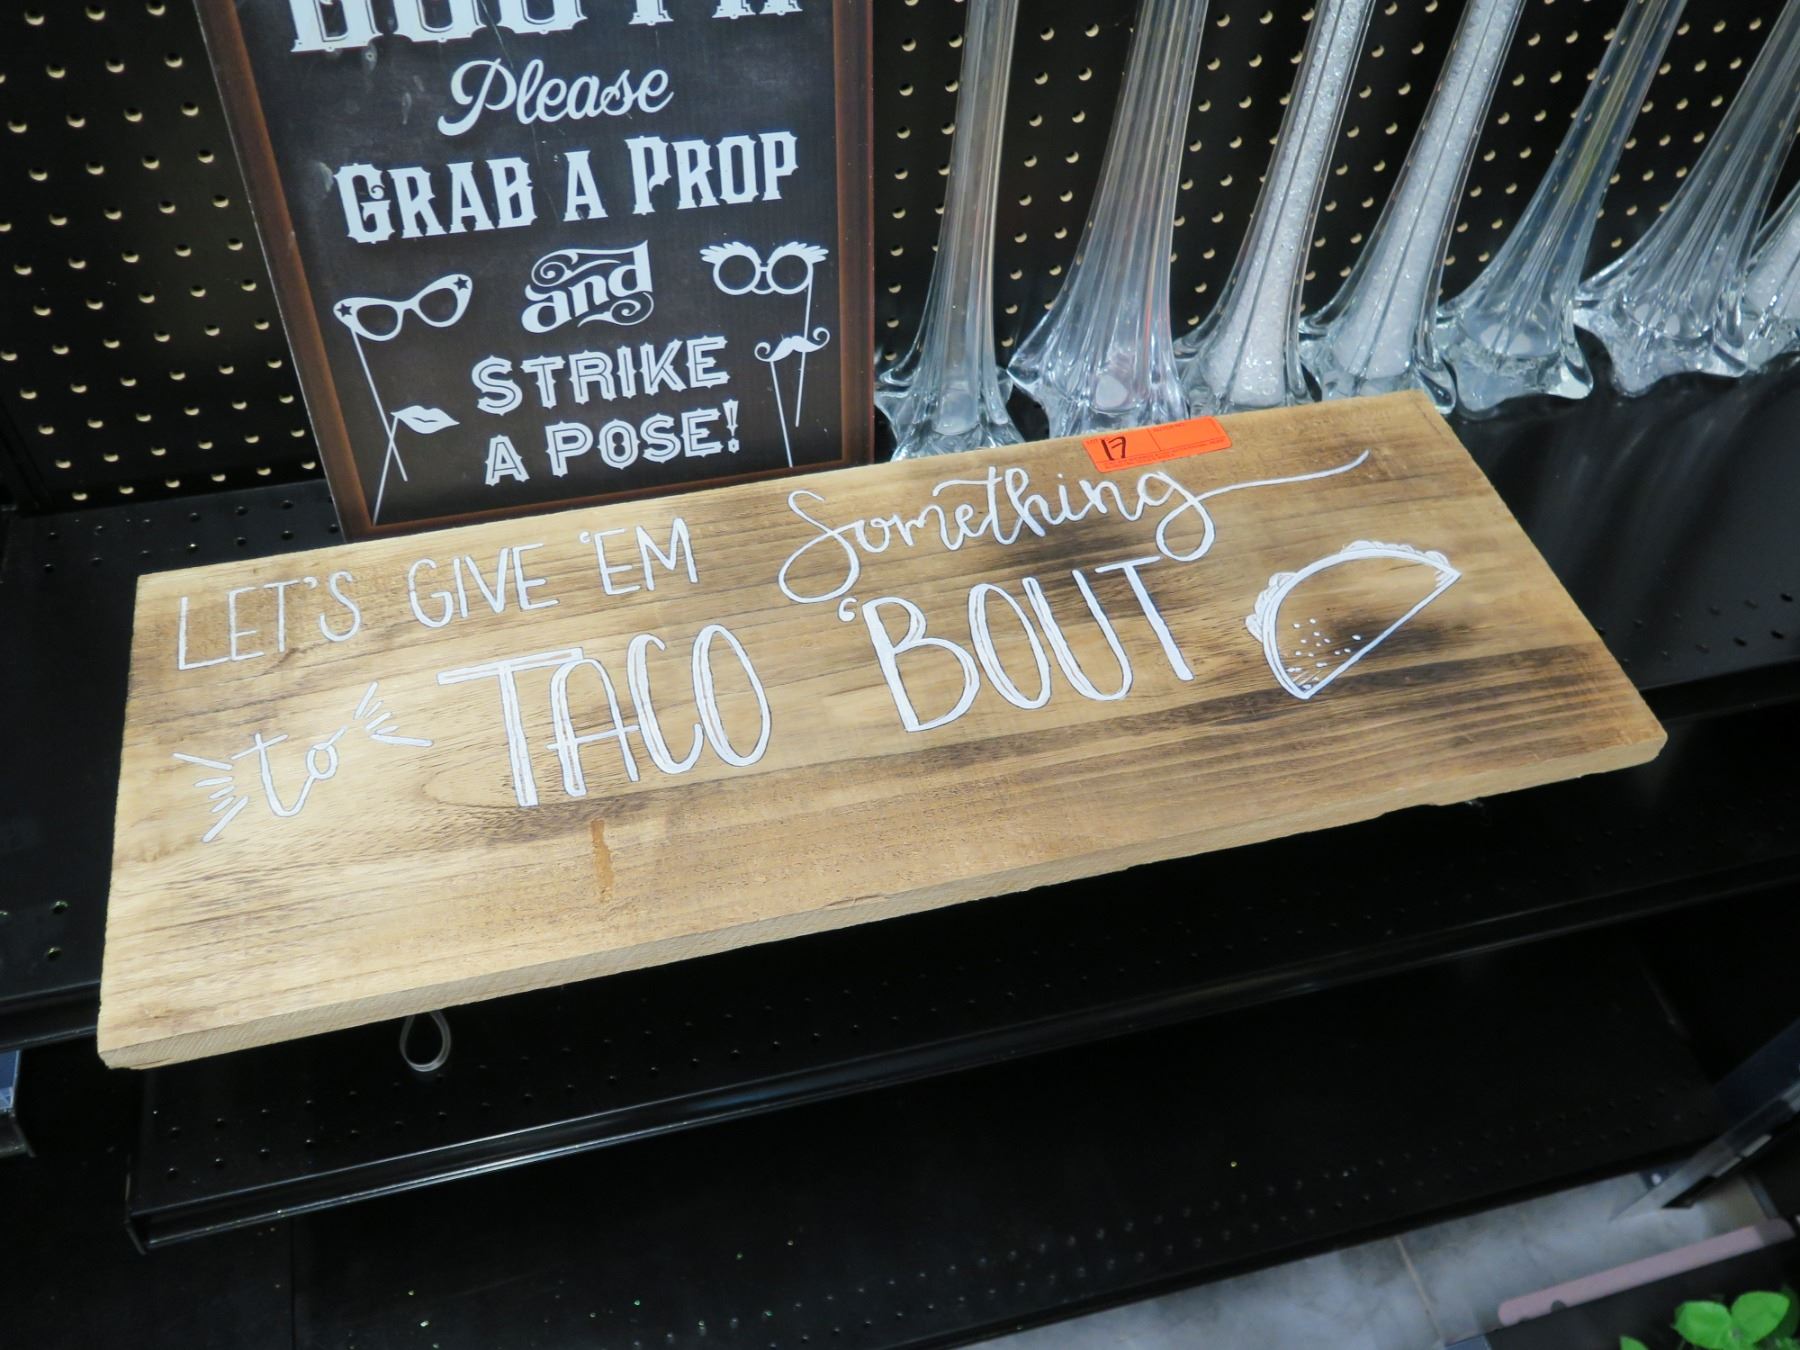 Please
GRAB A PROP
and
STRIKE
A POSE!
17
LET'S GIVE 'EM Something
to TACO 'BOUT